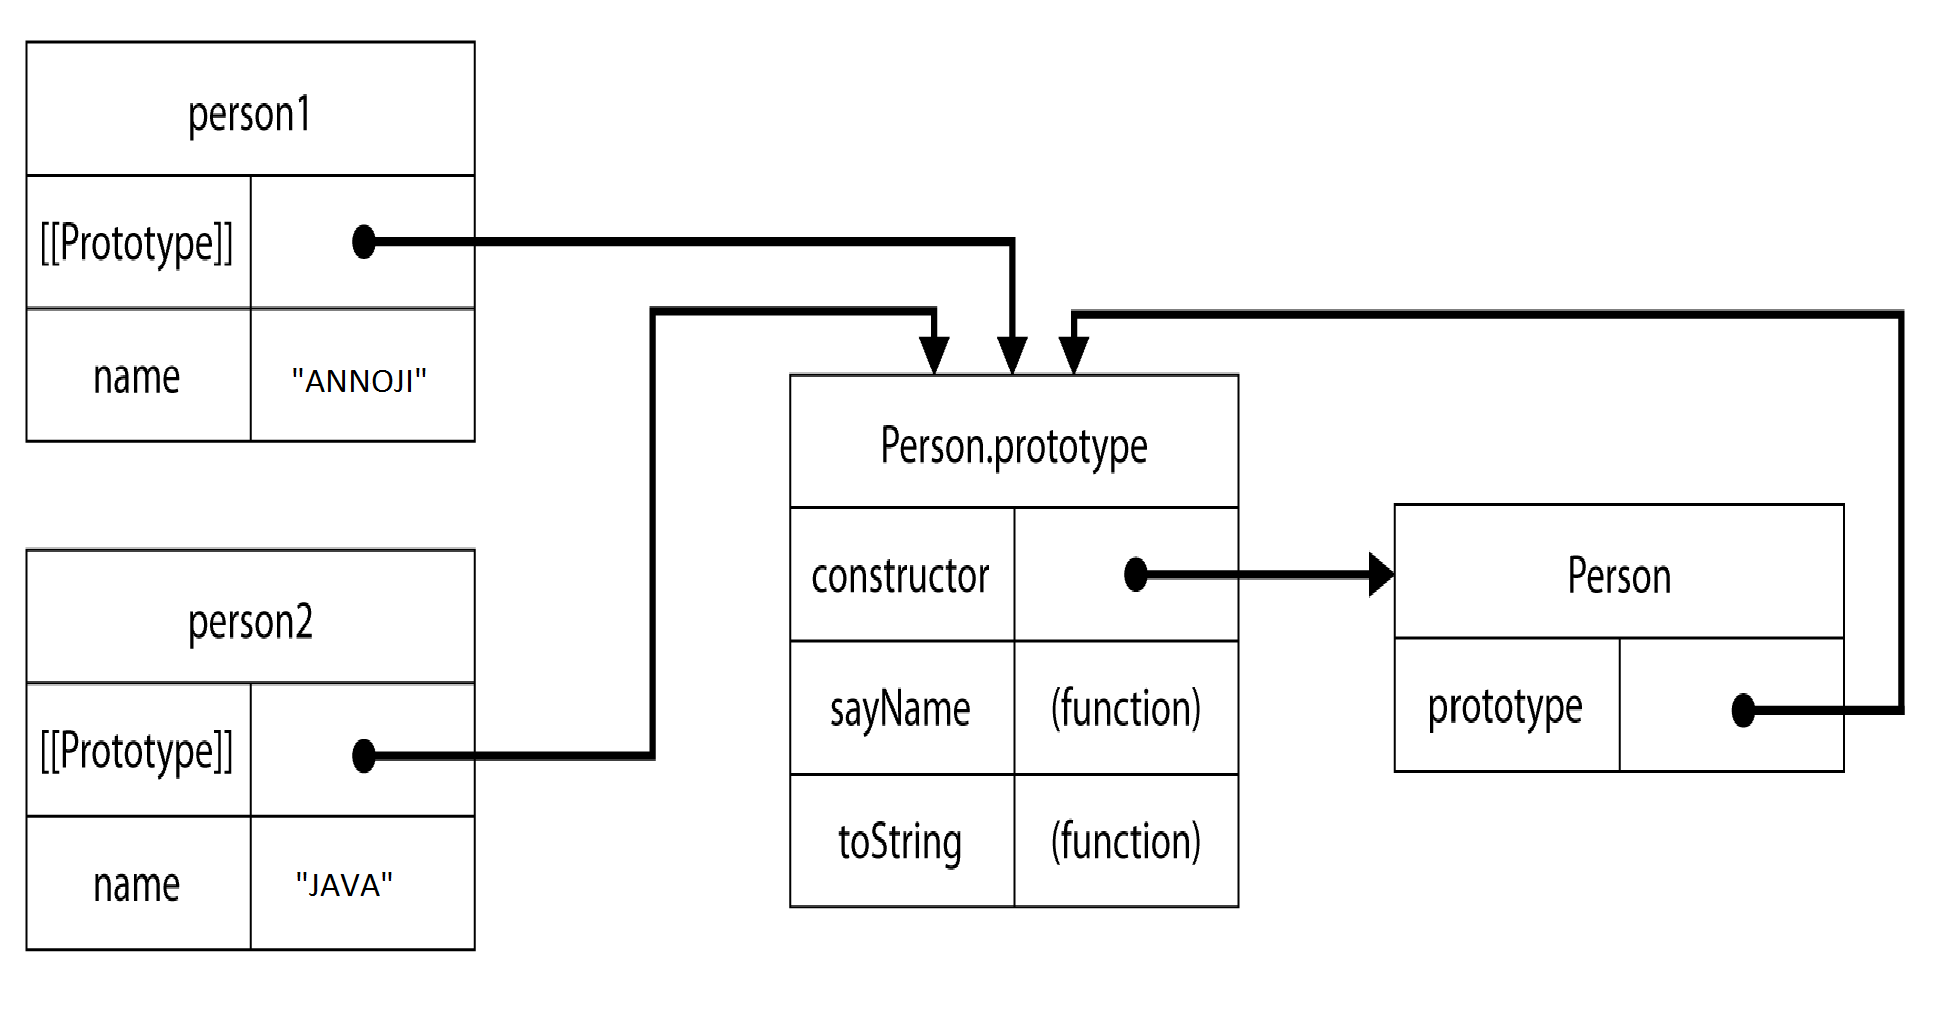 person1
[[Prototype]]
name "ANNOJI"
person2
[[Prototype]]
name "JAVA"
Person.prototype
constructor
sayName (function)
toString (function)
Person
prototype